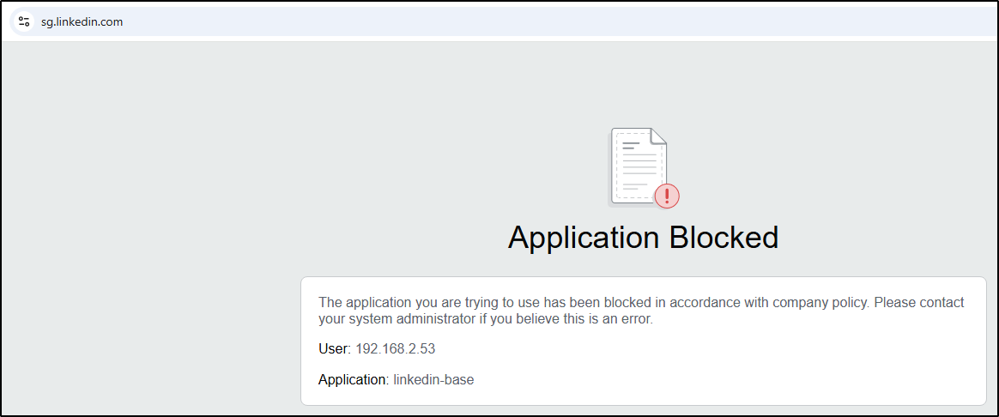 sg.linkedin.com
Application Blocked
The application you are trying to use has been blocked in accordance with company policy. Please contact
your system administrator if you believe this is an error.
User: 192.168.2.53
Application: linkedin-base